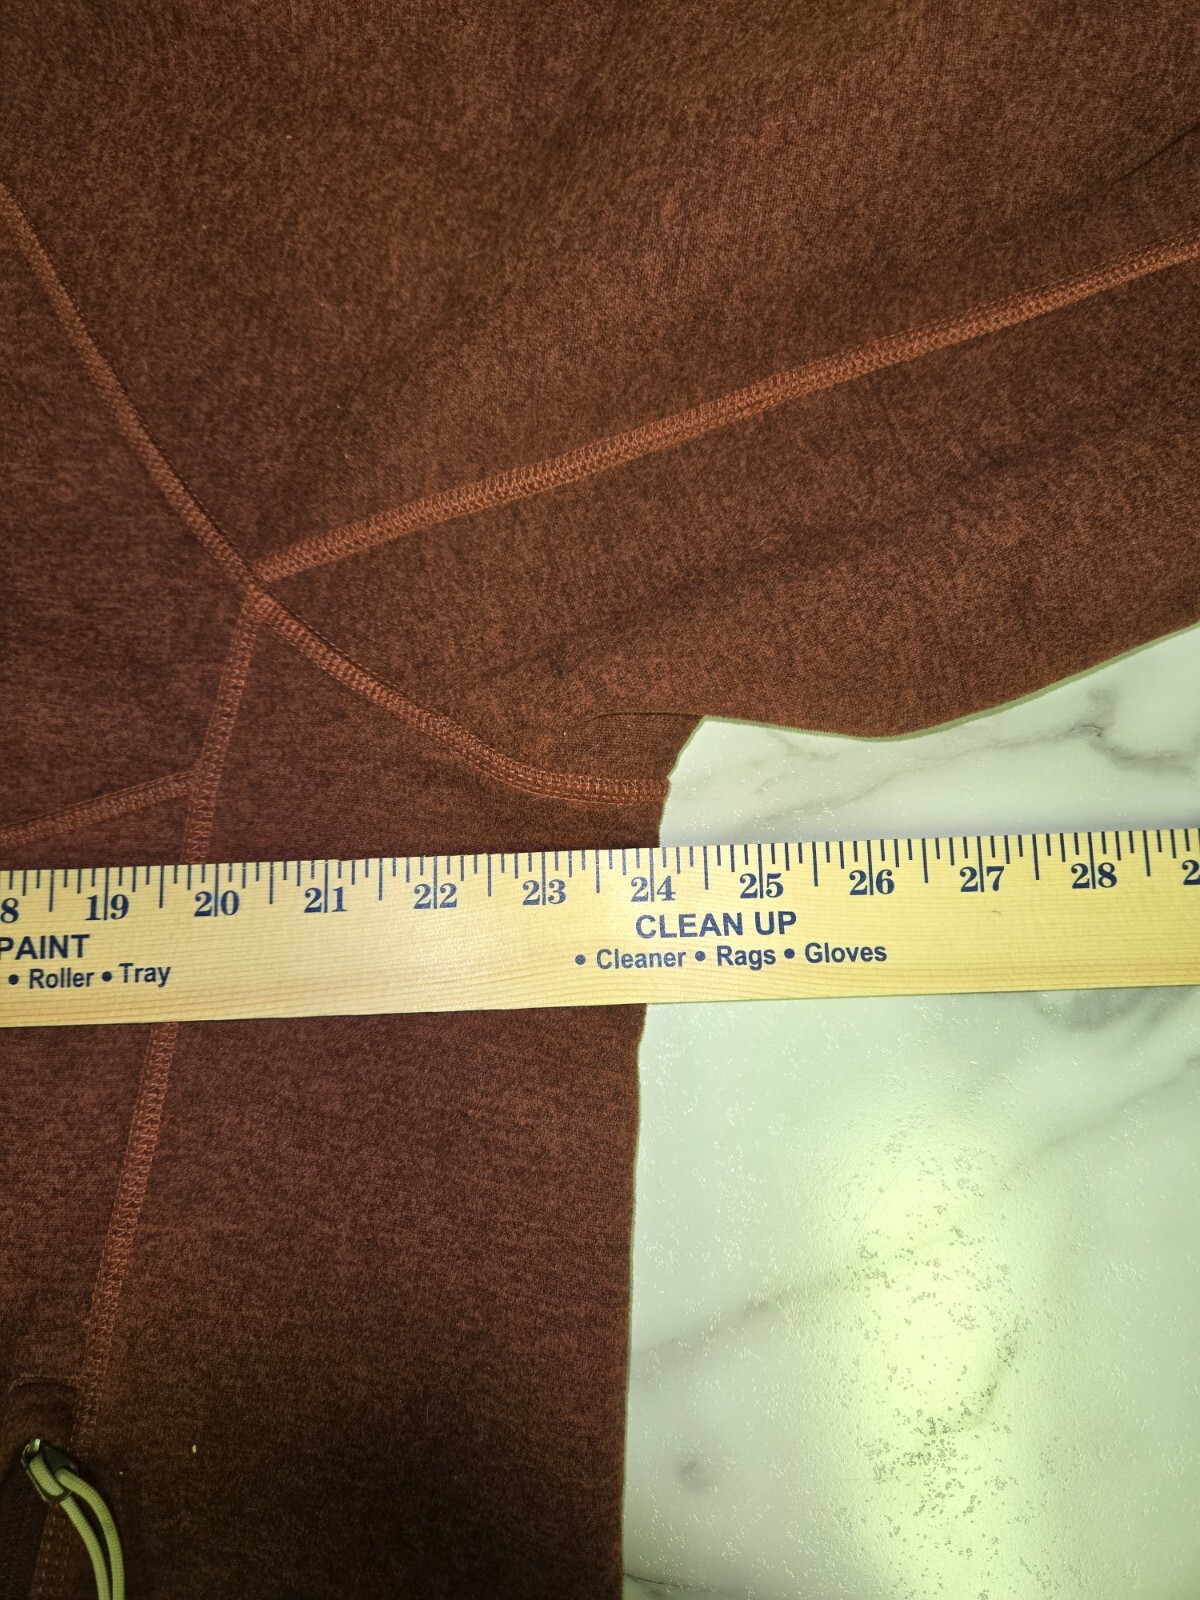 8 19 20 21 22 23 24 25 26 27 28 2
PAINT
• Roller • Tray
CLEAN UP
• Cleaner • Rags • Gloves